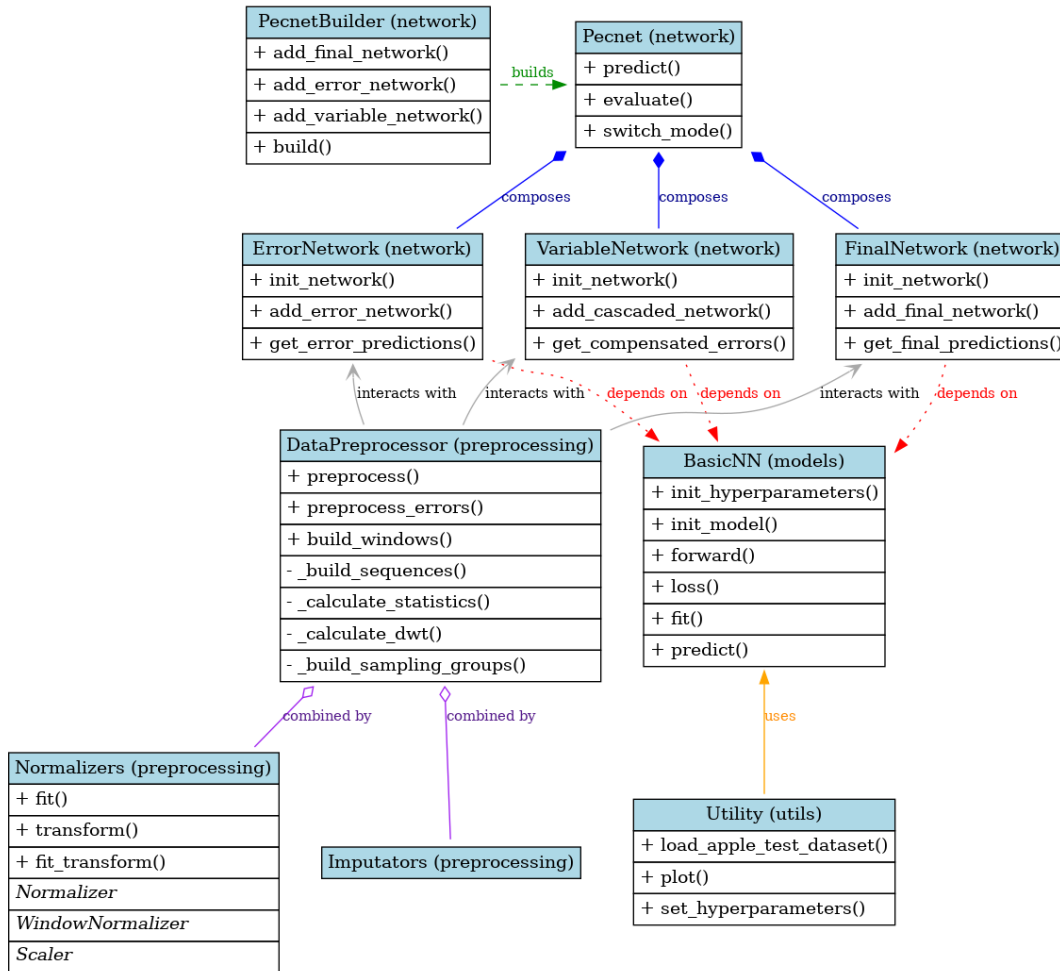 PecnetBuilder (network)
+ add_final_network()
+ add_error_network()
+ add_variable_network()
+ build()
builds
Pecnet (network)
+ predict()
+ evaluate()
+ switch_mode()
composes
composes
composes
ErrorNetwork (network)
+ init_network()
+ add_error_network()
+ get_error_predictions()
VariableNetwork (network)
+ init_network()
+ add_cascaded_network()
+ get_compensated_errors()
FinalNetwork (network)
+ init_network()
+ add_final_network()
+ get_final_predictions()
interacts with
interacts with
depends on
depends on
interacts with
depends on
DataPreprocessor (preprocessing)
+ preprocess()
+ preprocess_errors()
+ build_windows()
- _build_sequences()
- _calculate_statistics()
- _calculate_dwt()
- _build_sampling_groups()
BasicNN (models)
+ init_hyperparameters()
+ init_model()
+ forward()
+ loss()
+ fit()
+ predict()
combined by
combined by
uses
Normalizers (preprocessing)
+ fit()
+ transform()
+ fit_transform()
Normalizer
WindowNormalizer
Scaler
Imputators (preprocessing)
Utility (utils)
+ load_apple_test_dataset()
+ plot()
+ set_hyperparameters()